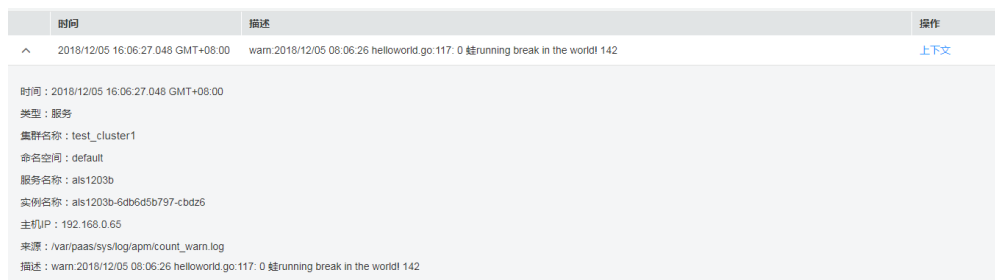 时间 描述 操作
2018/12/05 16:06:27.048 GMT+08:00 warn:2018/12/05 08:06:26 helloworld.go:117: 0 蛙running break in the world! 142 上下文
时间：2018/12/05 16:06:27.048 GMT+08:00
类型：服务
集群名称：test_cluster1
命名空间：default
服务名称：als1203b
实例名称：als1203b-6db6d5b797-cbdz6
主机IP：192.168.0.65
来源：/var/paas/sys/log/apm/count_warn.log
描述：warn:2018/12/05 08:06:26 helloworld.go:117: 0 蛙running break in the world! 142